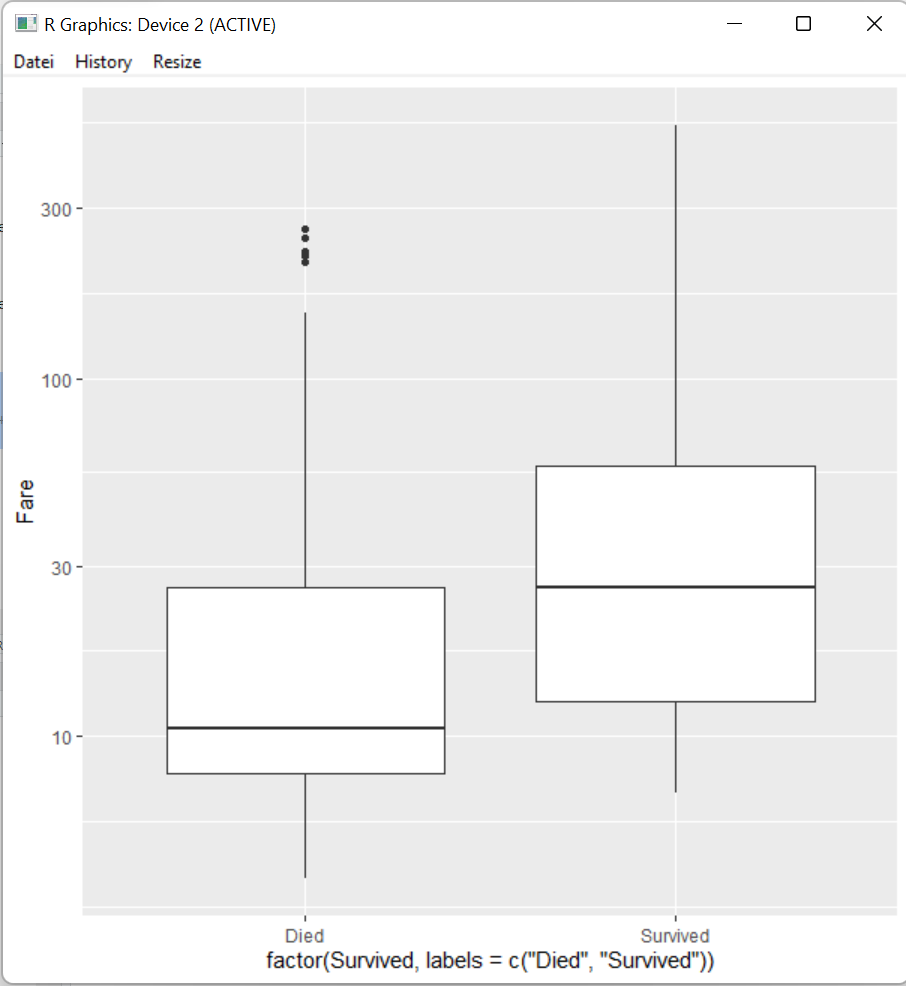 R Graphics: Device 2 (ACTIVE)
Datei History Resize
300
100
30
10
Fare
Died Survived
factor(Survived, labels = c("Died", "Survived"))